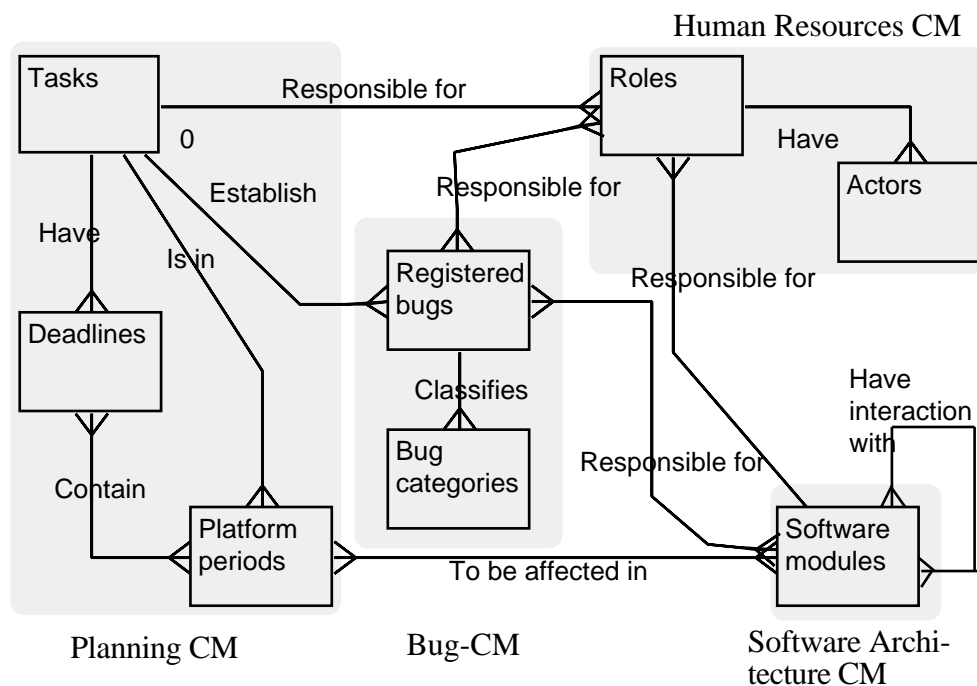 Human Resources CM
Tasks
Responsible for
Roles
0
Have
Establish
Responsible for
Actors
Have
Is in
Registered
bugs
Responsible for
Deadlines
Classifies
Have
interaction
with
Bug
categories
Responsible for
Contain
Platform
periods
Software
modules
To be affected in
Planning CM
Bug-CM
Software Archi-
tecture CM